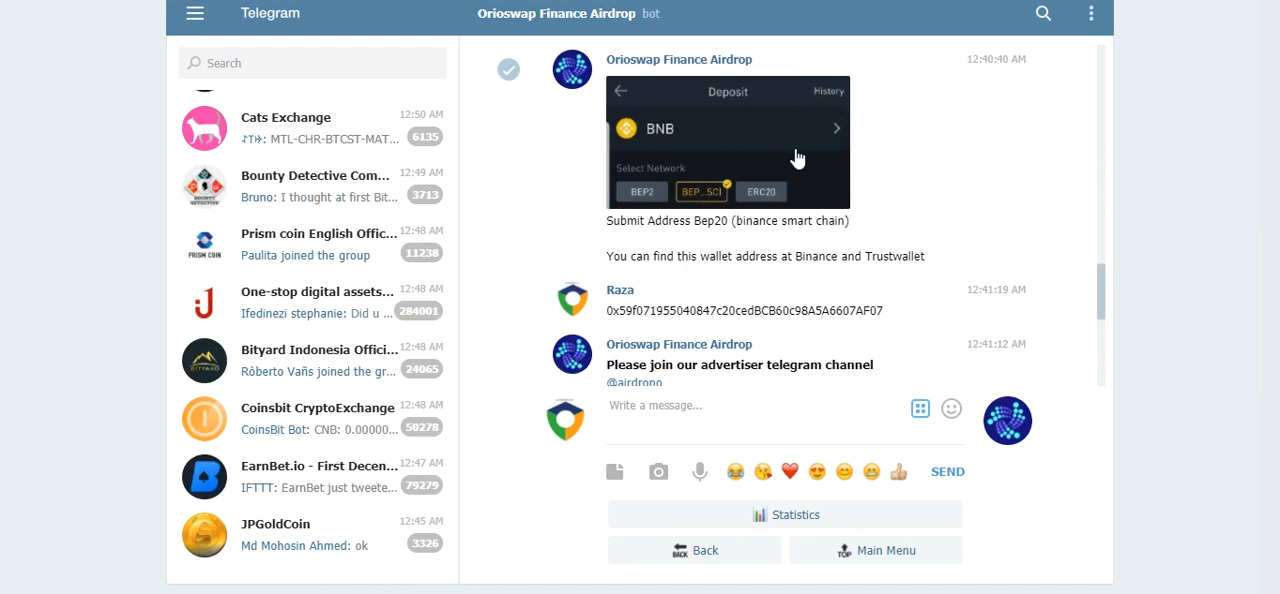 Telegram
Orioswap Finance Airdrop bot
Search
Cats Exchange 12:50 AM
MTL-CHR-BTCST-MAT... 6135
Bounty Detective Com... 12:49 AM
Bruno: I thought at first Bit... 3713
Prism coin English Offic... 12:48 AM
Paulita joined the group 11238
PRISM COIN
One-stop digital assets... 12:48 AM
Ifedinezi stephanie: Did u ... 284001
Bityard Indonesia Offici... 12:48 AM
Rôberto Vañs joined the gr... 24065
BITYARD
Coinsbit CryptoExchange 12:48 AM
CoinsBit Bot: CNB: 0.00000... 50278
EarnBet.io - First Decen... 12:47 AM
IFTTT: EarnBet just tweete... 79279
JPGoldCoin 12:45 AM
Md Mohosin Ahmed: ok 3326
Orioswap Finance Airdrop 12:40:40 AM
Deposit History
BNB
Select Network
BEP2 BEP...SC) ERC20
Submit Address Bep20 (binance smart chain)
You can find this wallet address at Binance and Trustwallet
Raza 12:41:19 AM
0x59f071955040847c20cedBCB60c98A5A6607AF07
Orioswap Finance Airdrop 12:41:12 AM
Please join our advertiser telegram channel
@airdropo
Write a message...
SEND
Statistics
BACK Back
TOP Main Menu